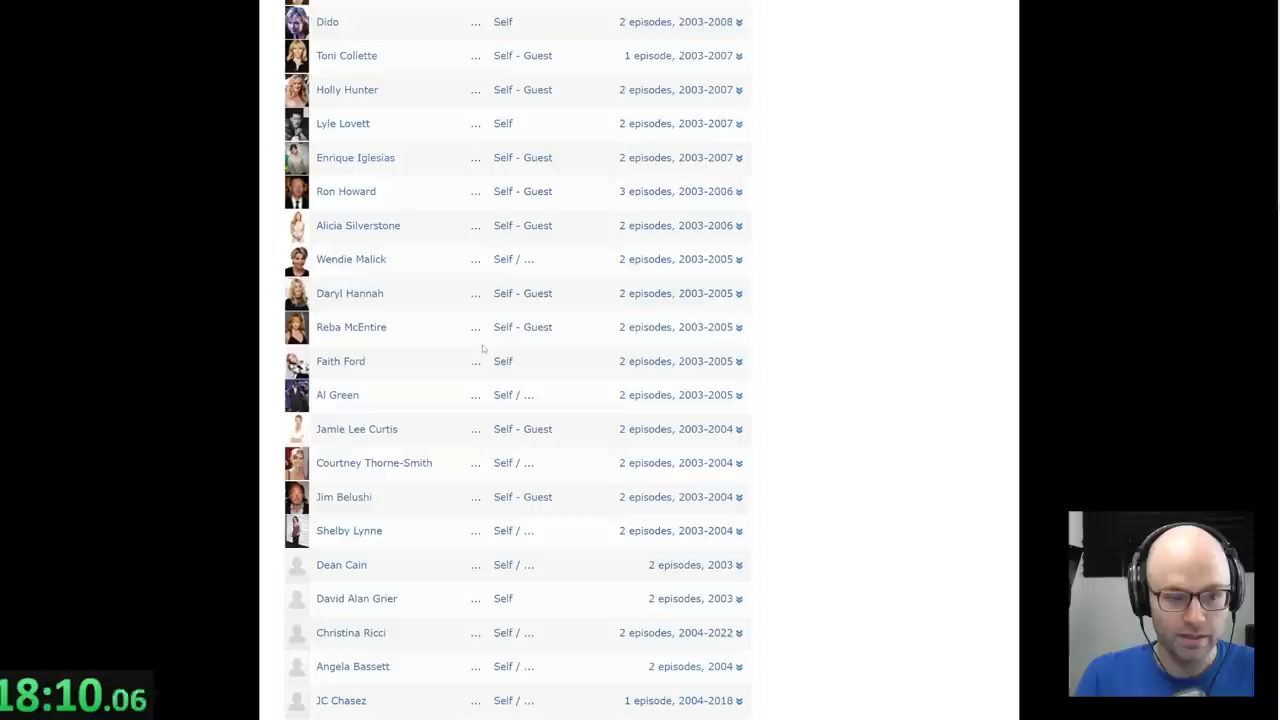 Dido ... Self 2 episodes, 2003-2008
Toni Collette ... Self - Guest 1 episode, 2003-2007
Holly Hunter ... Self - Guest 2 episodes, 2003-2007
Lyle Lovett ... Self 2 episodes, 2003-2007
Enrique Iglesias ... Self - Guest 2 episodes, 2003-2007
Ron Howard ... Self - Guest 3 episodes, 2003-2006
Alicia Silverstone ... Self - Guest 2 episodes, 2003-2006
Wendie Malick ... Self / ... 2 episodes, 2003-2005
Daryl Hannah ... Self - Guest 2 episodes, 2003-2005
Reba McEntire ... Self - Guest 2 episodes, 2003-2005
Faith Ford ... Self 2 episodes, 2003-2005
Al Green ... Self / ... 2 episodes, 2003-2005
Jamie Lee Curtis ... Self - Guest 2 episodes, 2003-2004
Courtney Thorne-Smith ... Self / ... 2 episodes, 2003-2004
Jim Belushi ... Self - Guest 2 episodes, 2003-2004
Shelby Lynne ... Self / ... 2 episodes, 2003-2004
Dean Cain ... Self / ... 2 episodes, 2003
David Alan Grier ... Self 2 episodes, 2003
Christina Ricci ... Self / ... 2 episodes, 2004-2022
Angela Bassett ... Self / ... 2 episodes, 2004
JC Chasez ... Self / ... 1 episode, 2004-2018
18:10.06